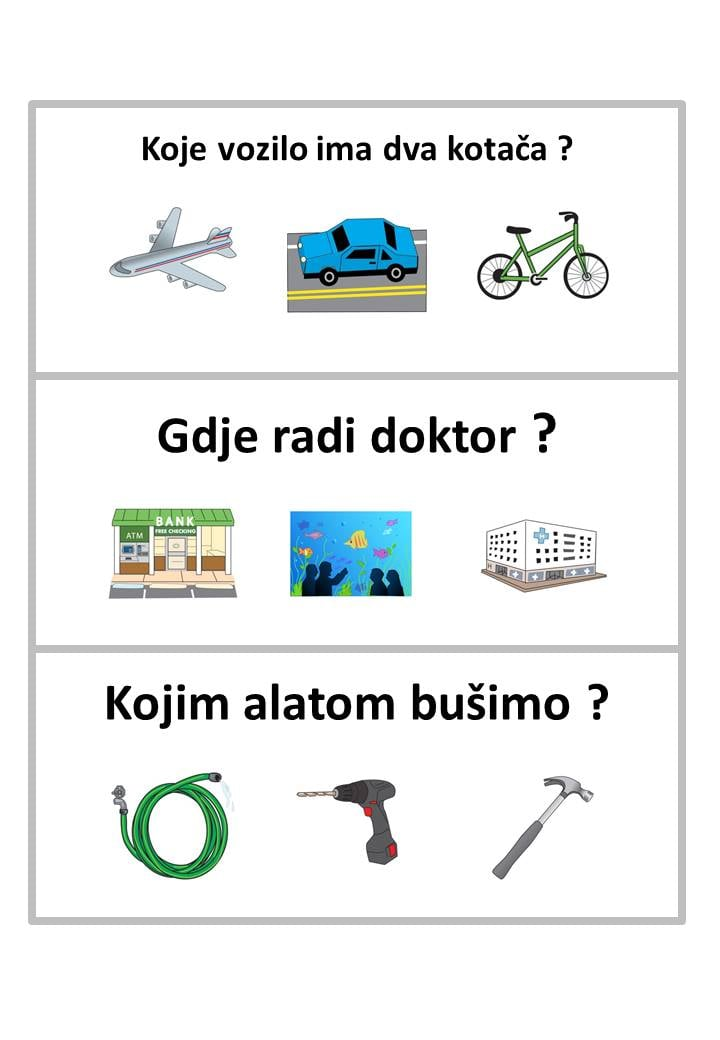 Koje vozilo ima dva kotača ?
Gdje radi doktor ?
BANK
FREE CHECKING
ATM
H
H
Kojim alatom bušimo ?